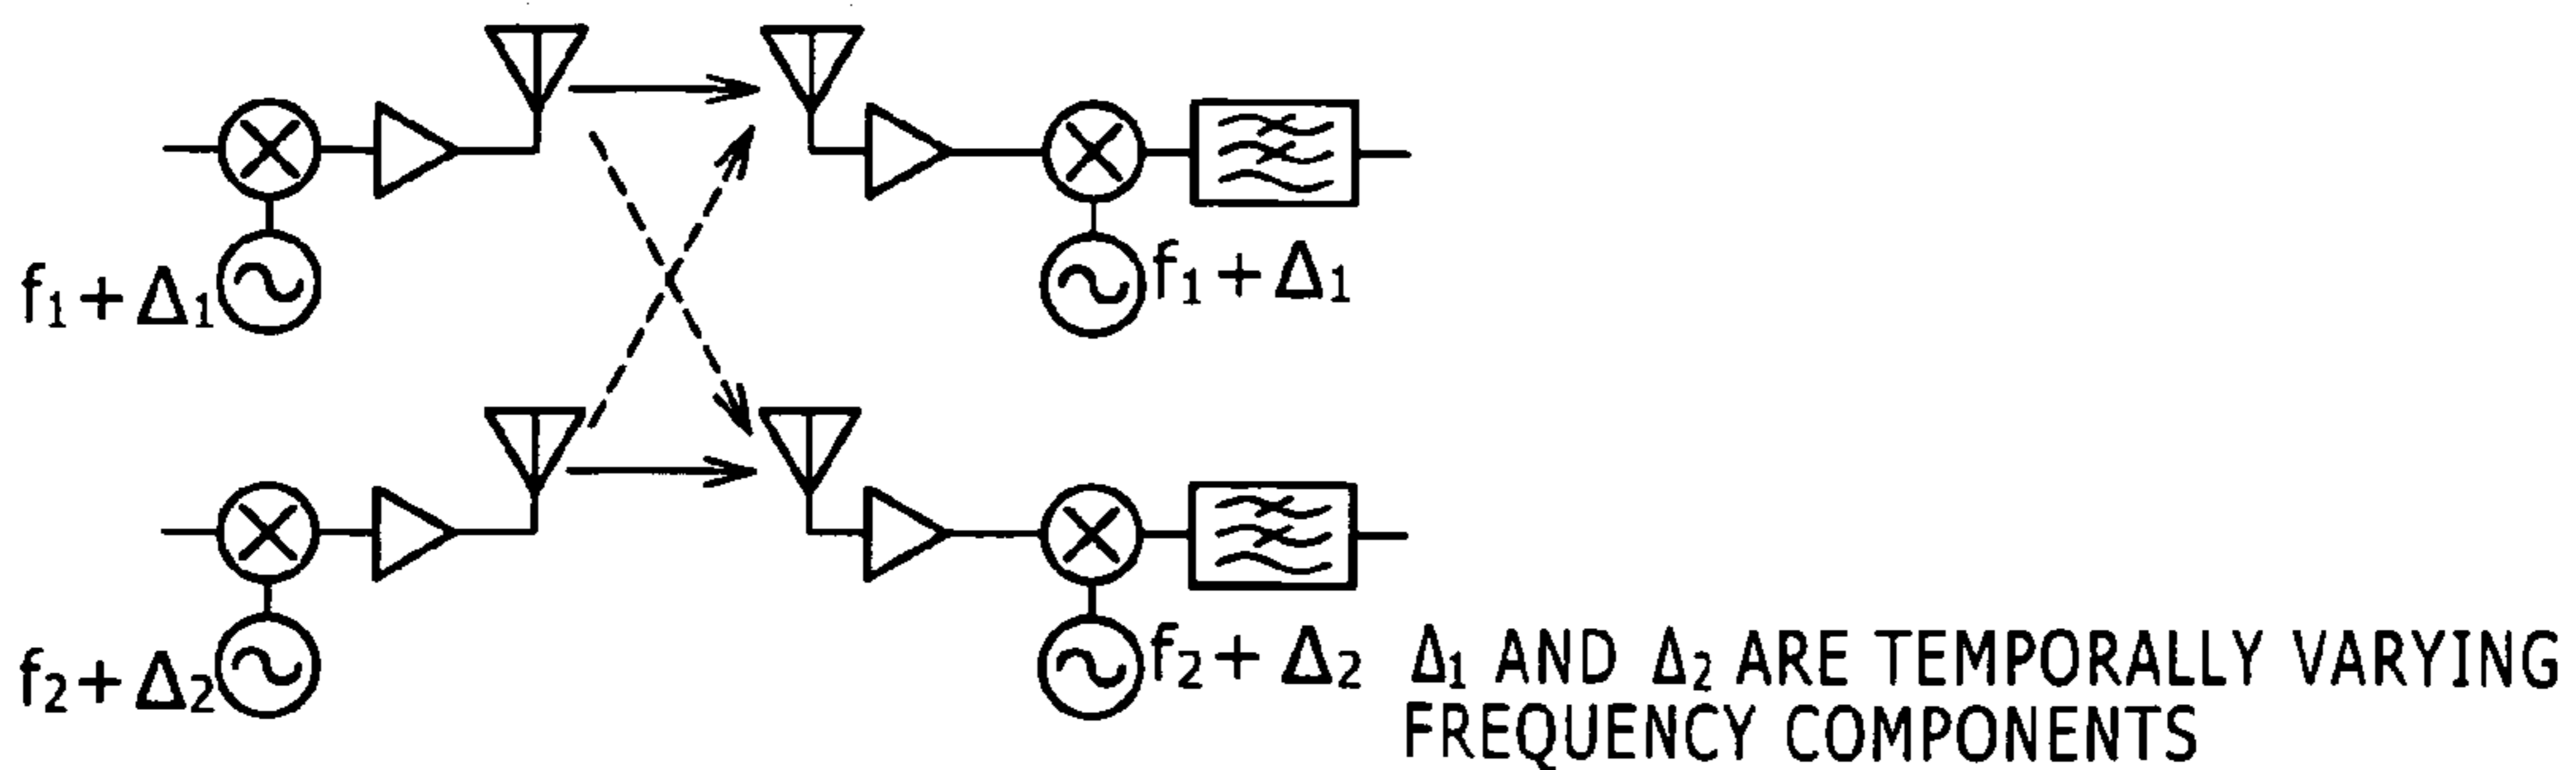 f₁ + Δ₁
f₁ + Δ₁
f₂ + Δ₂
f₂ + Δ₂
Δ₁ AND Δ₂ ARE TEMPORALLY VARYING
FREQUENCY COMPONENTS